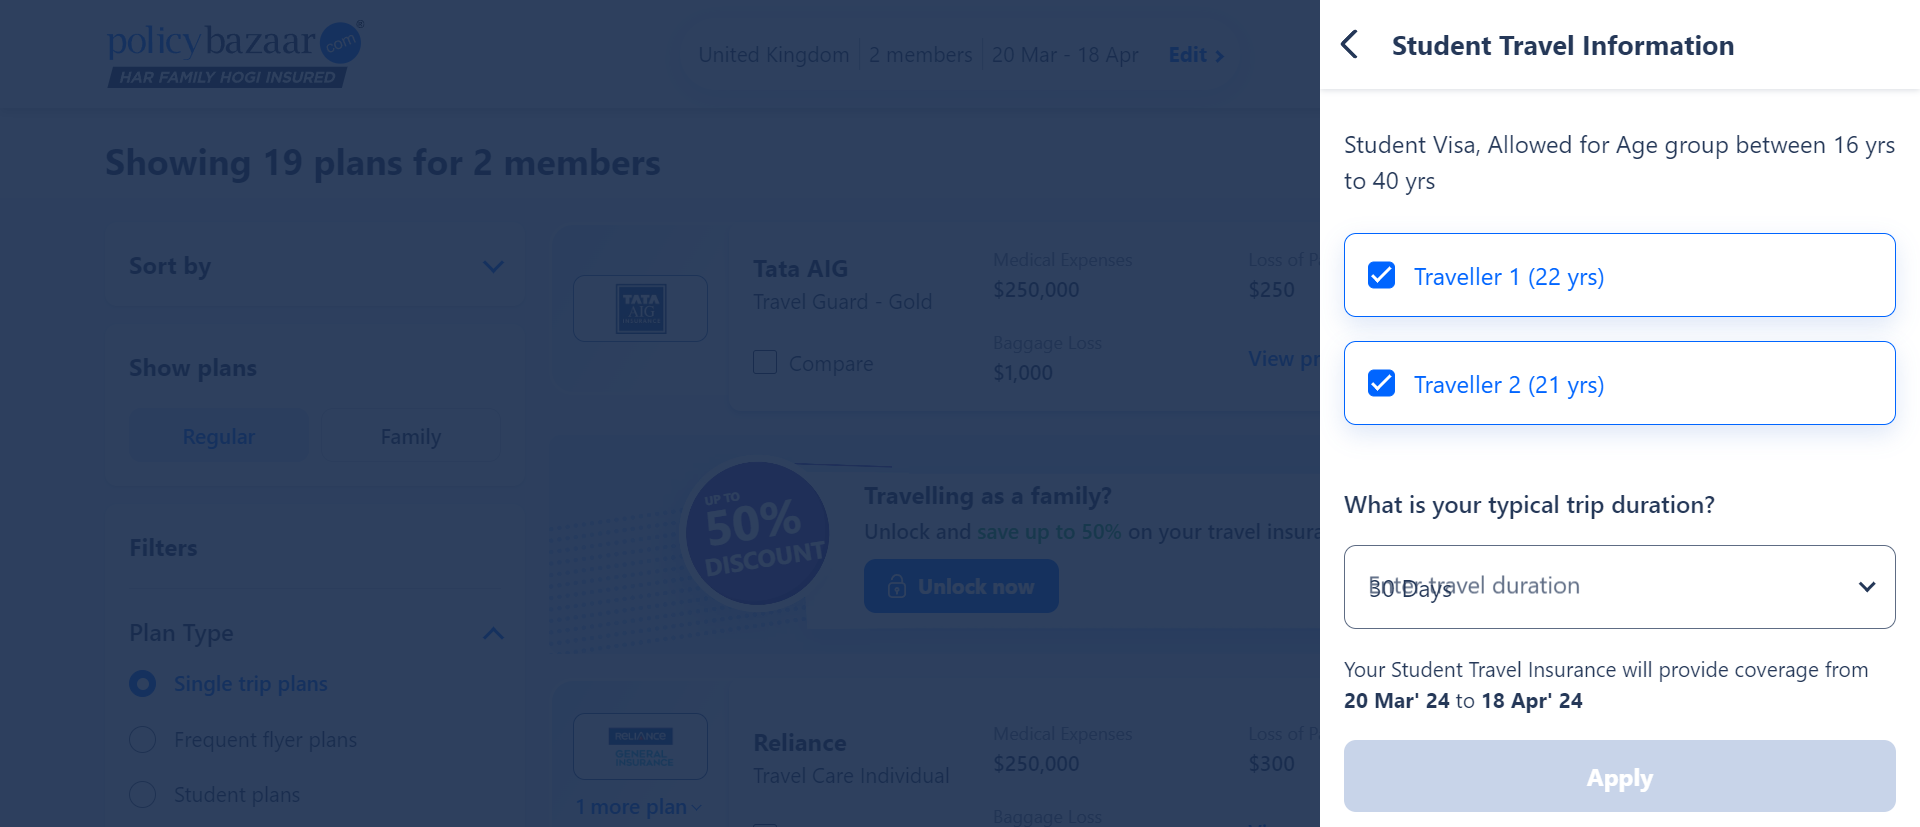 policybazaar.com®
HAR FAMILY HOGI INSURED
United Kingdom 2 members 20 Mar - 18 Apr Edit
Showing 19 plans for 2 members
Sort by
Show plans
Regular Family
Filters
Plan Type
Single trip plans
Frequent flyer plans
Student plans
TATA
AIG
INSURANCE
Tata AIG
Travel Guard - Gold
Compare
Medical Expenses
$250,000
Baggage Loss
$1,000
Loss of P
$250
View pr
UP TO
50%
DISCOUNT
Travelling as a family?
Unlock and save up to 50% on your travel insura
Unlock now
RELIANCE
GENERAL
INSURANCE
1 more plan
Reliance
Travel Care Individual
Medical Expenses
$250,000
Baggage Loss
Loss of P
$300
Student Travel Information
Student Visa, Allowed for Age group between 16 yrs
to 40 yrs
Traveller 1 (22 yrs)
Traveller 2 (21 yrs)
What is your typical trip duration?
Enter travel duration
30 Days
Your Student Travel Insurance will provide coverage from
20 Mar' 24 to 18 Apr' 24
Apply